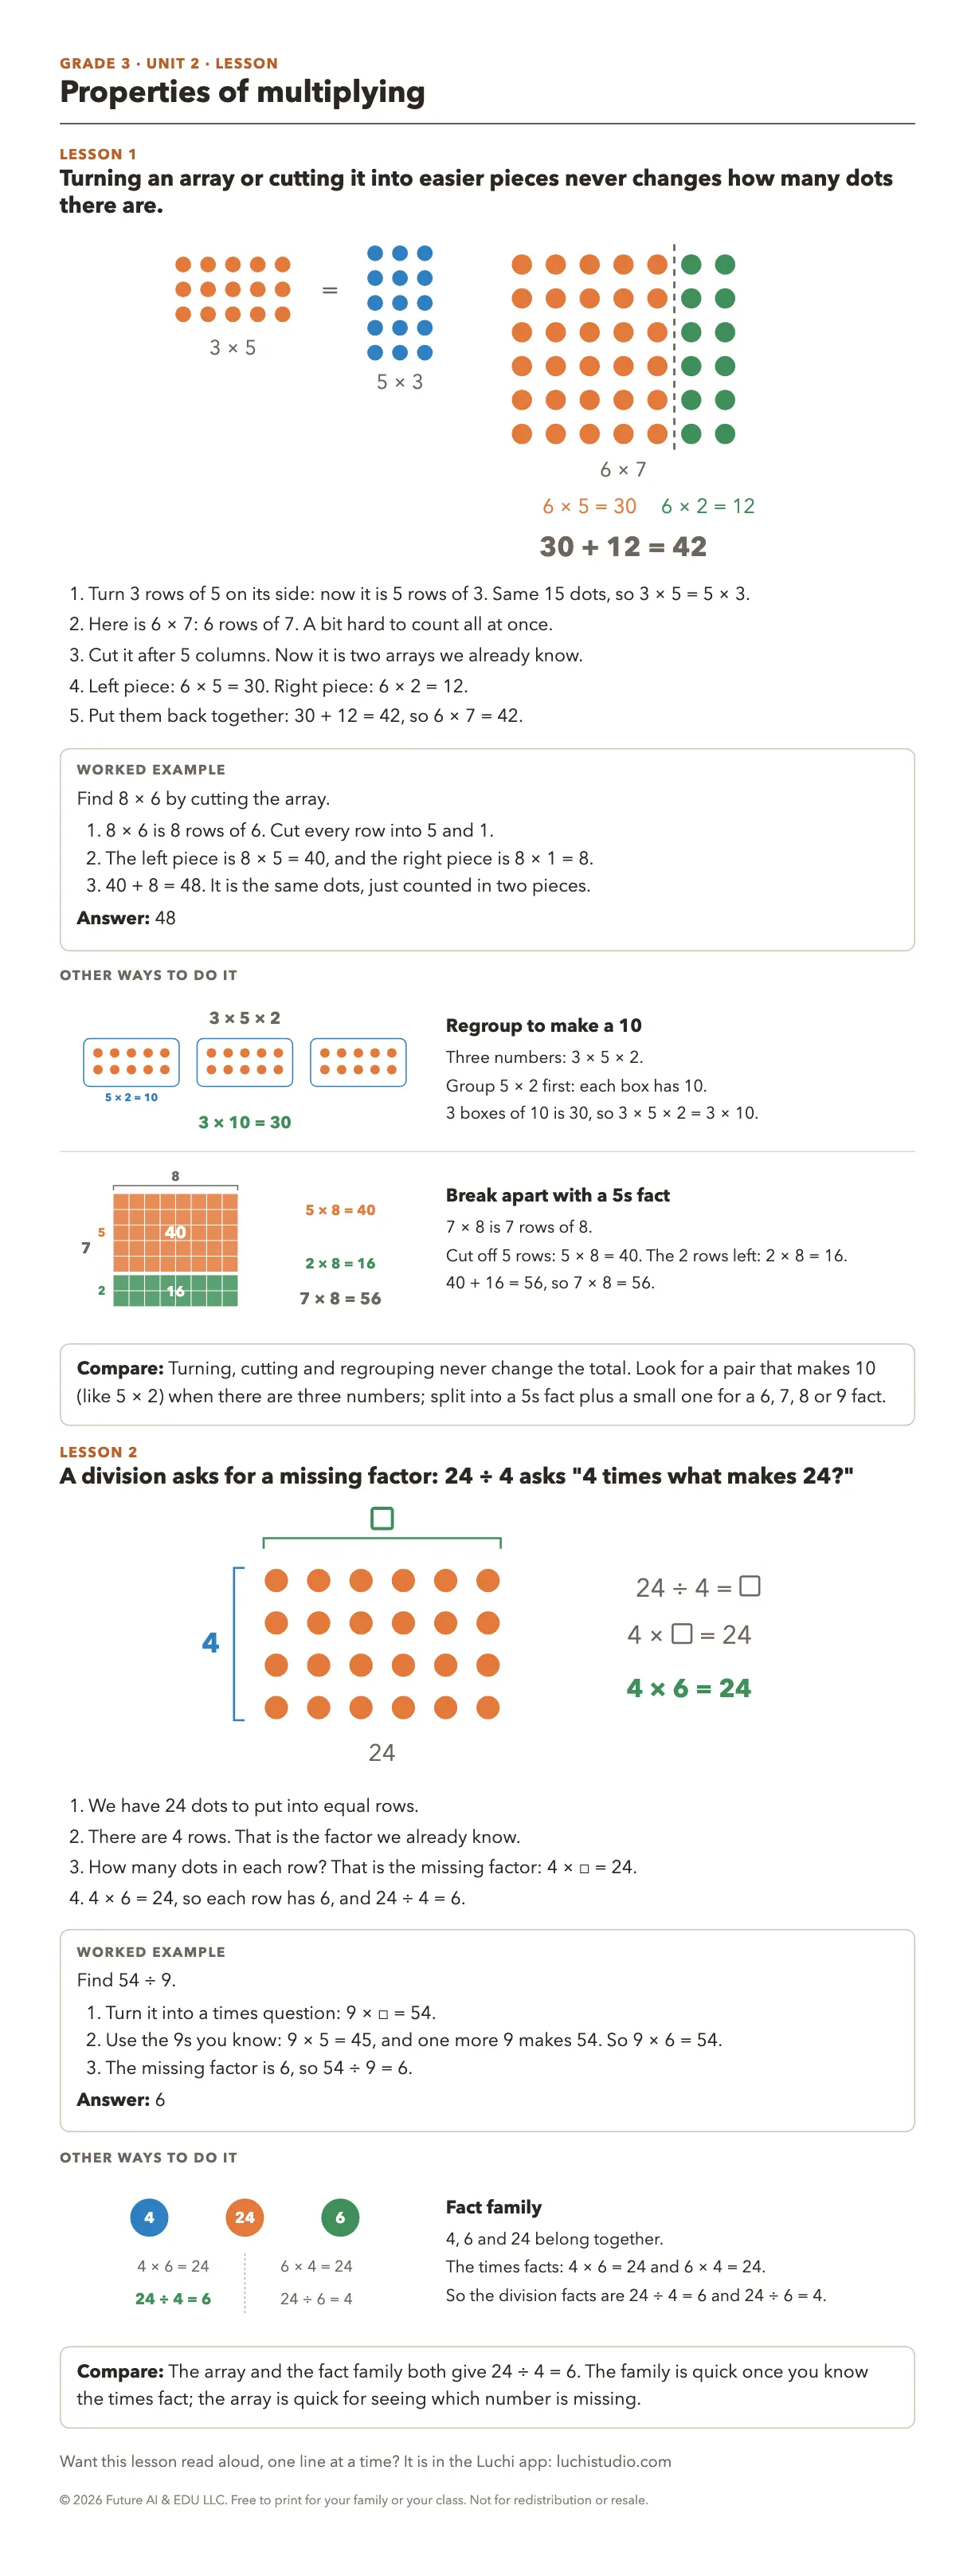 GRADE 3 · UNIT 2 · LESSON
Properties of multiplying
LESSON 1
Turning an array or cutting it into easier pieces never changes how many dots
there are.
=
3 × 5
5 × 3
6 × 7
6 × 5 = 30 6 × 2 = 12
30 + 12 = 42
1. Turn 3 rows of 5 on its side: now it is 5 rows of 3. Same 15 dots, so 3 × 5 = 5 × 3.
2. Here is 6 × 7: 6 rows of 7. A bit hard to count all at once.
3. Cut it after 5 columns. Now it is two arrays we already know.
4. Left piece: 6 × 5 = 30. Right piece: 6 × 2 = 12.
5. Put them back together: 30 + 12 = 42, so 6 × 7 = 42.
WORKED EXAMPLE
Find 8 × 6 by cutting the array.
1. 8 × 6 is 8 rows of 6. Cut every row into 5 and 1.
2. The left piece is 8 × 5 = 40, and the right piece is 8 × 1 = 8.
3. 40 + 8 = 48. It is the same dots, just counted in two pieces.
Answer: 48
OTHER WAYS TO DO IT
3 × 5 × 2
5 × 2 = 10
3 × 10 = 30
Regroup to make a 10
Three numbers: 3 × 5 × 2.
Group 5 × 2 first: each box has 10.
3 boxes of 10 is 30, so 3 × 5 × 2 = 3 × 10.
8
7
5
40
2
16
5 × 8 = 40
2 × 8 = 16
7 × 8 = 56
Break apart with a 5s fact
7 × 8 is 7 rows of 8.
Cut off 5 rows: 5 × 8 = 40. The 2 rows left: 2 × 8 = 16.
40 + 16 = 56, so 7 × 8 = 56.
Compare: Turning, cutting and regrouping never change the total. Look for a pair that makes 10
(like 5 × 2) when there are three numbers; split into a 5s fact plus a small one for a 6, 7, 8 or 9 fact.
LESSON 2
A division asks for a missing factor: 24 ÷ 4 asks "4 times what makes 24?"
□
4
24
24 ÷ 4 = □
4 × □ = 24
4 × 6 = 24
1. We have 24 dots to put into equal rows.
2. There are 4 rows. That is the factor we already know.
3. How many dots in each row? That is the missing factor: 4 × □ = 24.
4. 4 × 6 = 24, so each row has 6, and 24 ÷ 4 = 6.
WORKED EXAMPLE
Find 54 ÷ 9.
1. Turn it into a times question: 9 × □ = 54.
2. Use the 9s you know: 9 × 5 = 45, and one more 9 makes 54. So 9 × 6 = 54.
3. The missing factor is 6, so 54 ÷ 9 = 6.
Answer: 6
OTHER WAYS TO DO IT
4 24 6
4 × 6 = 24 6 × 4 = 24
24 ÷ 4 = 6 24 ÷ 6 = 4
Fact family
4, 6 and 24 belong together.
The times facts: 4 × 6 = 24 and 6 × 4 = 24.
So the division facts are 24 ÷ 4 = 6 and 24 ÷ 6 = 4.
Compare: The array and the fact family both give 24 ÷ 4 = 6. The family is quick once you know
the times fact; the array is quick for seeing which number is missing.
Want this lesson read aloud, one line at a time? It is in the Luchi app: luchistudio.com
© 2026 Future AI & EDU LLC. Free to print for your family or your class. Not for redistribution or resale.